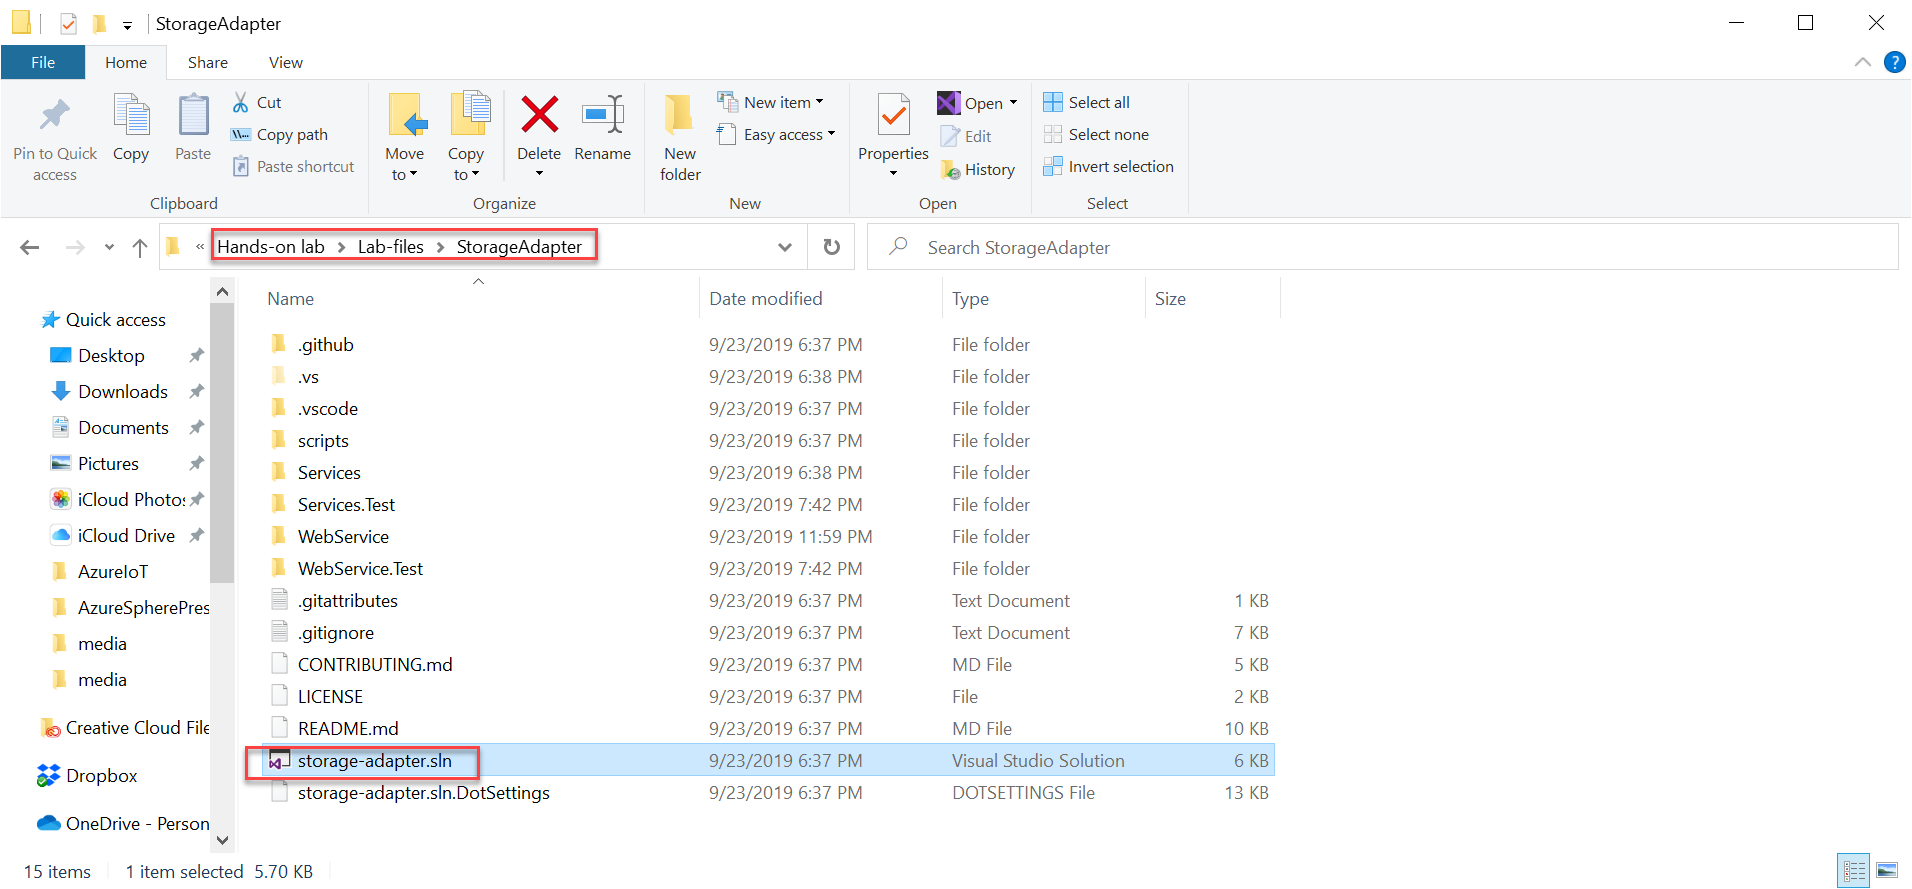 StorageAdapter
File Home Share View
Pin to Quick access
Copy
Paste
Cut
Copy path
Paste shortcut
Clipboard
Move to
Copy to
Delete
Rename
Organize
New folder
New item
Easy access
New
Properties
Open
Edit
History
Open
Select all
Select none
Invert selection
Select
« Hands-on lab > Lab-files > StorageAdapter
Search StorageAdapter
Quick access
Desktop
Downloads
Documents
Pictures
iCloud Photos
iCloud Drive
AzureIoT
AzureSpherePres
media
media
Creative Cloud File
Dropbox
OneDrive - Person
Name Date modified Type Size
.github 9/23/2019 6:37 PM File folder
.vs 9/23/2019 6:38 PM File folder
.vscode 9/23/2019 6:37 PM File folder
scripts 9/23/2019 6:37 PM File folder
Services 9/23/2019 6:38 PM File folder
Services.Test 9/23/2019 7:42 PM File folder
WebService 9/23/2019 11:59 PM File folder
WebService.Test 9/23/2019 7:42 PM File folder
.gitattributes 9/23/2019 6:37 PM Text Document 1 KB
.gitignore 9/23/2019 6:37 PM Text Document 7 KB
CONTRIBUTING.md 9/23/2019 6:37 PM MD File 5 KB
LICENSE 9/23/2019 6:37 PM File 2 KB
README.md 9/23/2019 6:37 PM MD File 10 KB
storage-adapter.sln 9/23/2019 6:37 PM Visual Studio Solution 6 KB
storage-adapter.sln.DotSettings 9/23/2019 6:37 PM DOTSETTINGS File 13 KB
15 items 1 item selected 5.70 KB